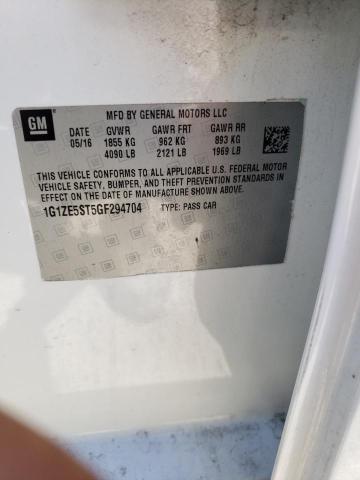 GM
MFD BY GENERAL MOTORS LLC
DATE GVWR GAWR FRT GAWR RR
05/16 1855 KG 962 KG 893 KG
4090 LB 2121 LB 1969 LB
THIS VEHICLE CONFORMS TO ALL APPLICABLE U.S. FEDERAL MOTOR
VEHICLE SAFETY, BUMPER, AND THEFT PREVENTION STANDARDS IN
EFFECT ON THE DATE OF MANUFACTURE SHOWN ABOVE.
1G1ZE5ST5GF294704 TYPE: PASS CAR